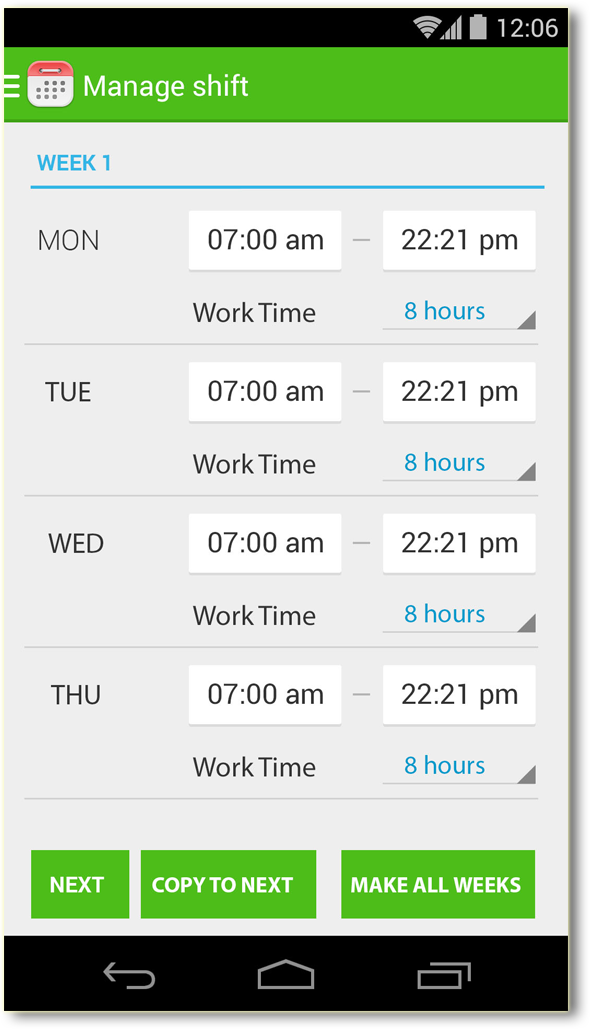 12:06
Manage shift
WEEK 1
MON 07:00 am – 22:21 pm
Work Time 8 hours
TUE 07:00 am – 22:21 pm
Work Time 8 hours
WED 07:00 am – 22:21 pm
Work Time 8 hours
THU 07:00 am – 22:21 pm
Work Time 8 hours
NEXT COPY TO NEXT MAKE ALL WEEKS